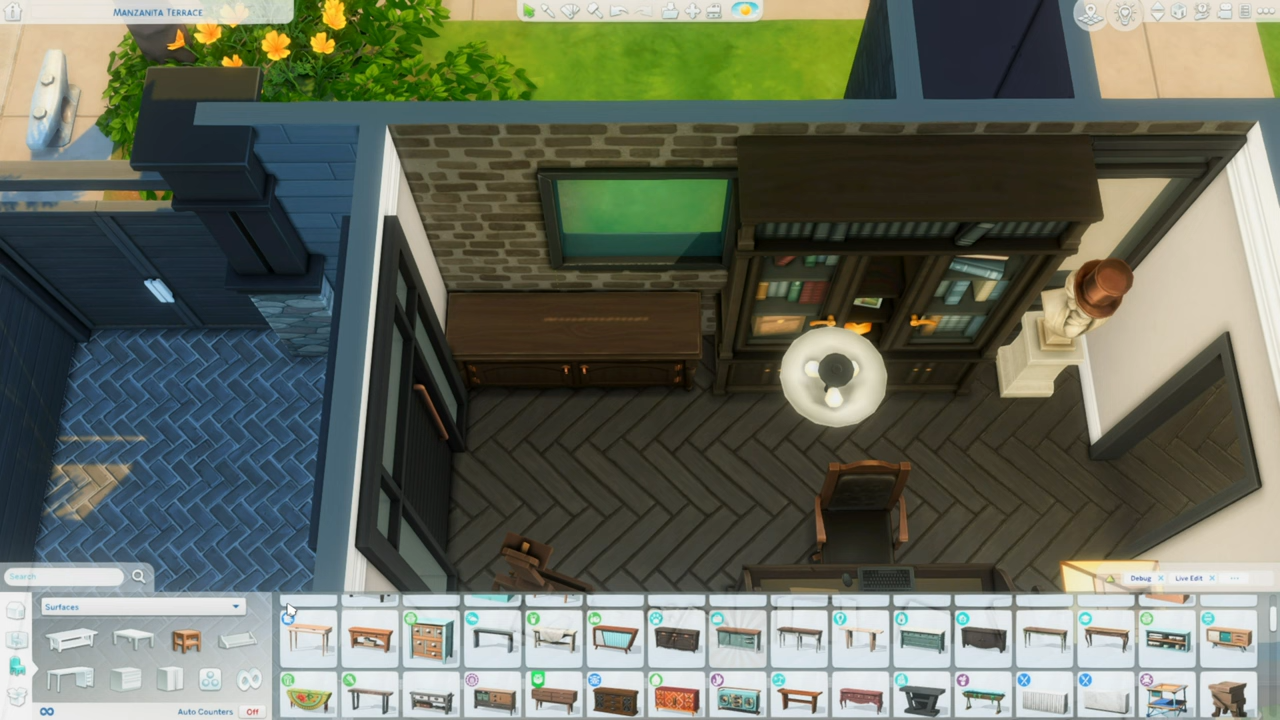 Manzanita Terrace
Search
Debug
Live Edit
Surfaces
Auto Counters
Off